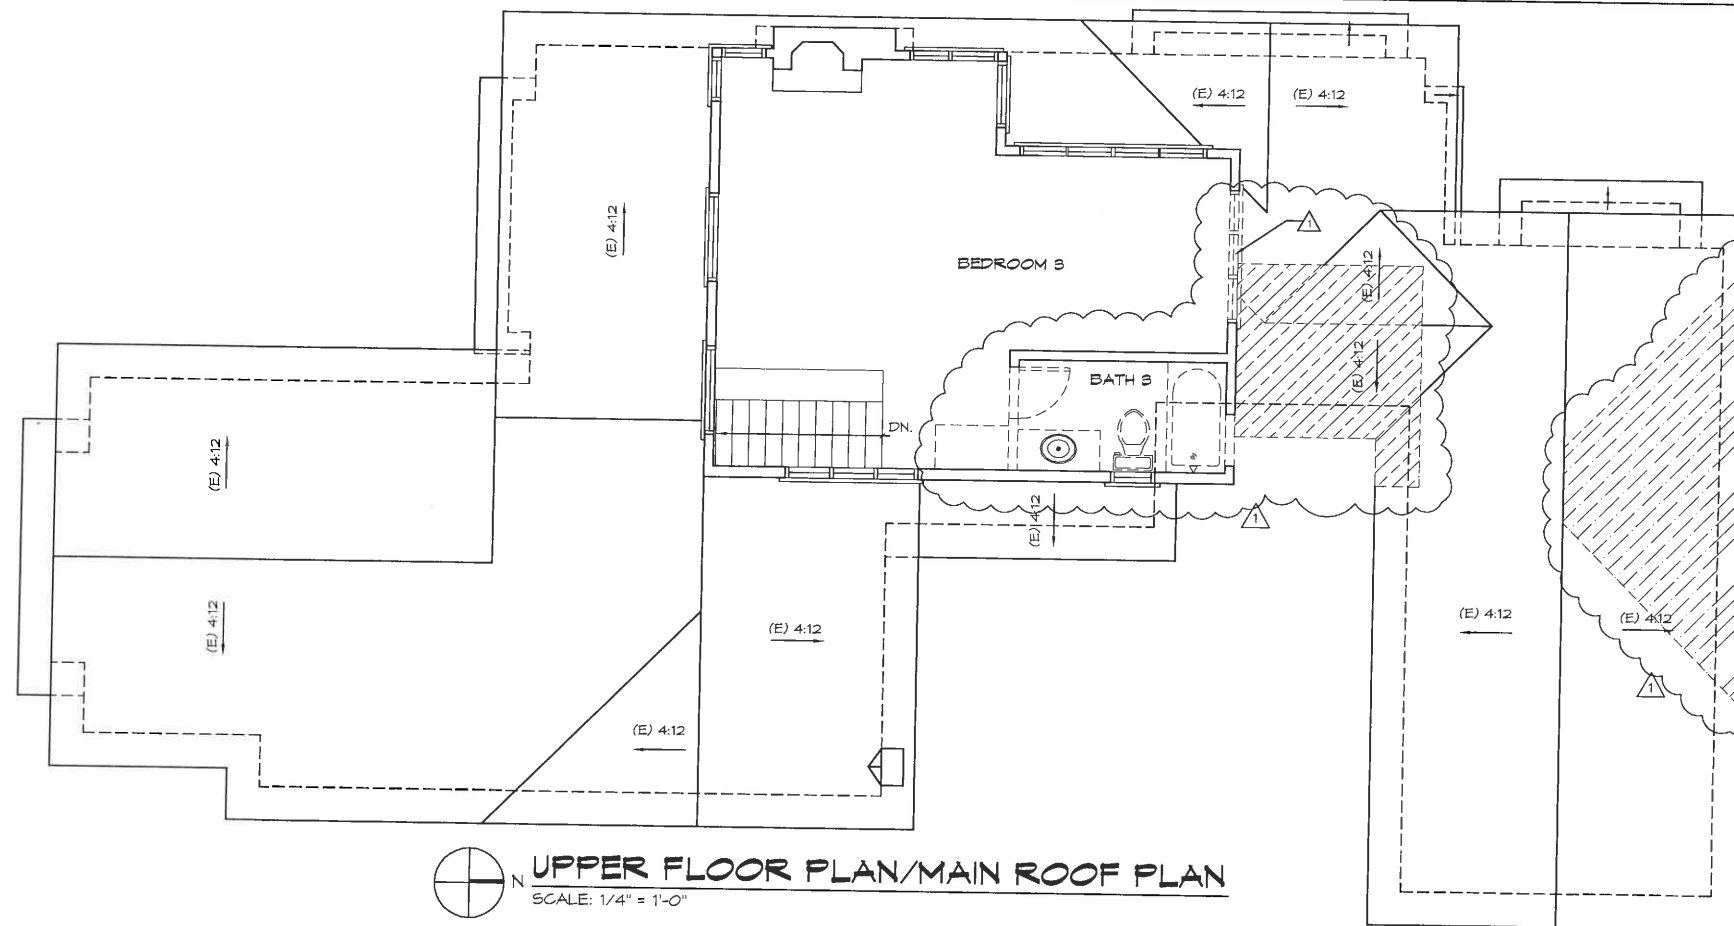 (E) 4:12
(E) 4:12
(E) 4:12
1
BEDROOM 3
(E) 4:12
(E) 4:12
BATH 3
DN.
(E) 4:12
(E) 4:12
1
(E) 4:12
(E) 4:12
(E) 4:12
(E) 4:12
1
(E) 4:12
N
UPPER FLOOR PLAN/MAIN ROOF PLAN
SCALE: 1/4" = 1'-0"